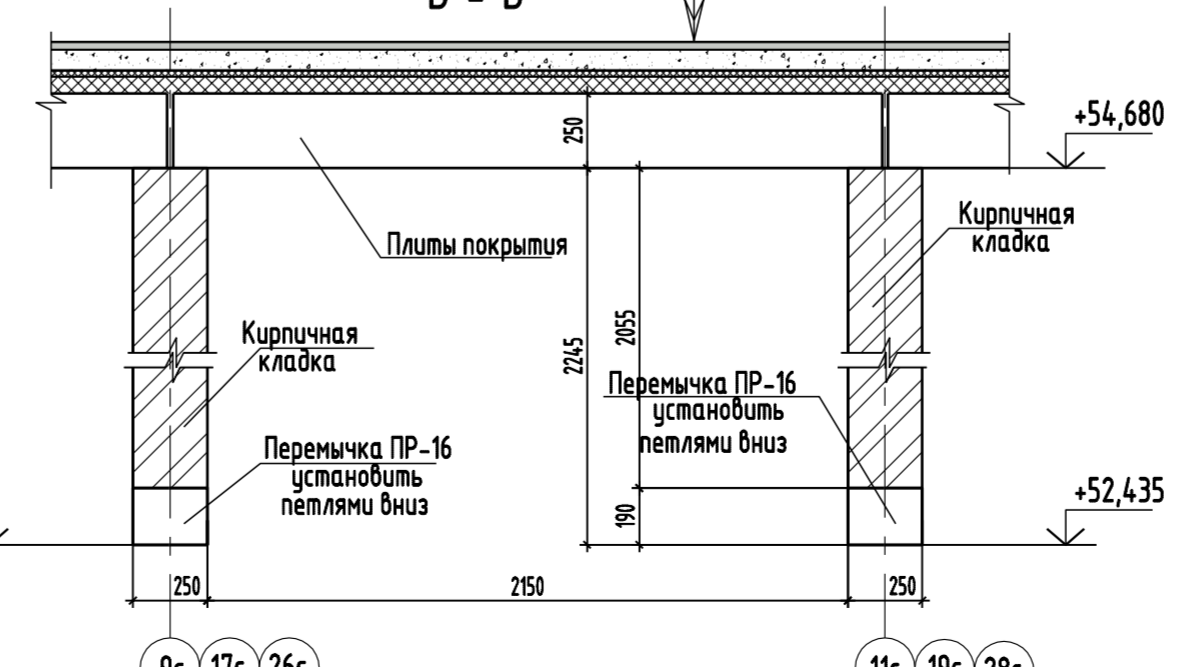 250
+54,680
Кирпичная
кладка
Плиты покрытия
Кирпичная
кладка
2055
2245
Перемычка ПР-16
установить
петлями вниз
Перемычка ПР-16
установить
петлями вниз
+52,435
190
250
2150
250